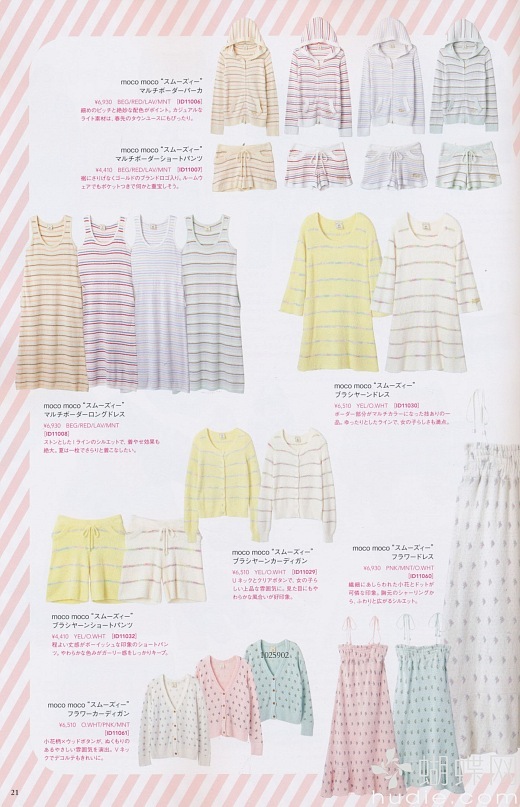 moco moco "スムーズィー"
マルチボーダーパーカ
¥6,930 BEG/RED/LAV/MNT [ID11006]
細めのピッチと絶妙な配色がポイント。カジュアルな
ライト素材は、春先のタウンユースにもぴったり。
moco moco "スムーズィー"
マルチボーダーショートパンツ
¥4,410 BEG/RED/LAV/MNT [ID11007]
裾にさりげなくゴールドのブランドロゴ入り。ルームウ
ェアでもポケットつきで何かと重宝しそう。
moco moco "スムーズィー"
マルチボーダーロングドレス
¥6,930 BEG/RED/LAV/MNT
[ID11008]
ストンとしたIラインのシルエットで、着やせ効果も
絶大。夏は一枚でさらりと着こなしたい。
moco moco "スムーズィー"
ブラシヤーンドレス
¥6,510 YEL/O.WHT [ID11030]
ボーダー部分がマルチカラーになった技ありの一
品。ゆったりとしたラインで、女の子らしさも満点。
moco moco "スムーズィー"
ブラシヤーンカーディガン
¥6,510 YEL/O.WHT [ID11029]
Uネックとクリアボタンで、女の子ら
しい上品な雰囲気に。見た目にもや
わらかな風合いが好印象。
moco moco "スムーズィー"
フラワードレス
¥6,930 PNK/MNT/O.WHT
[ID11060]
繊細にあしらわれた小花とドットが
可憐な印象。胸元のシャーリングか
ら、ふわりと広がるシルエット。
moco moco "スムーズィー"
ブラシヤーンショートパンツ
¥4,410 YEL/O.WHT [ID11032]
程よい丈感がボーイッシュな印象のショートパン
ツ。やわらかな色みがガーリー感をしっかりキープ。
moco moco "スムーズィー"
フラワーカーディガン
¥6,510 O.WHT/PNK/MNT
[ID11061]
小花柄×ウッドボタンが、ぬくもりの
あるやさしい雰囲気を演出。Vネッ
クでデコルテもきれいに。
1025902
21
蝴蝶网
hudie.com